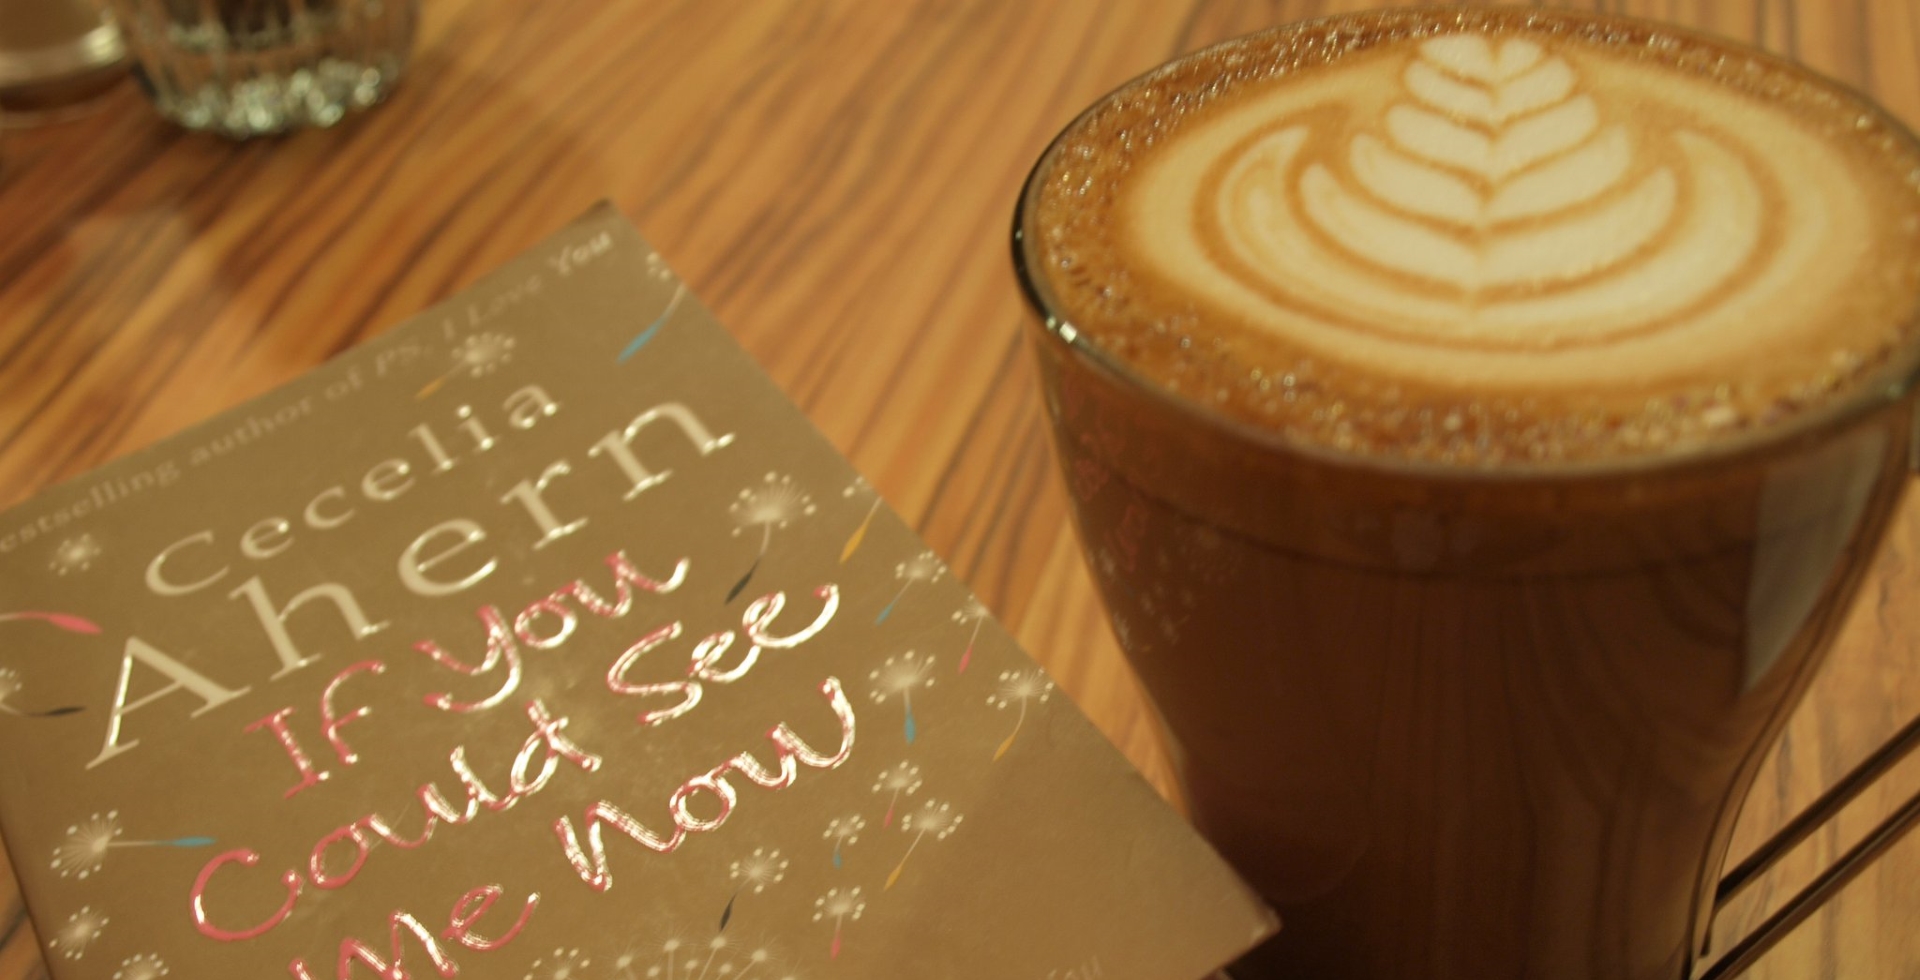 estselling author of PS, I Love You
Cecelia
Ahern
If you
Could See
me now